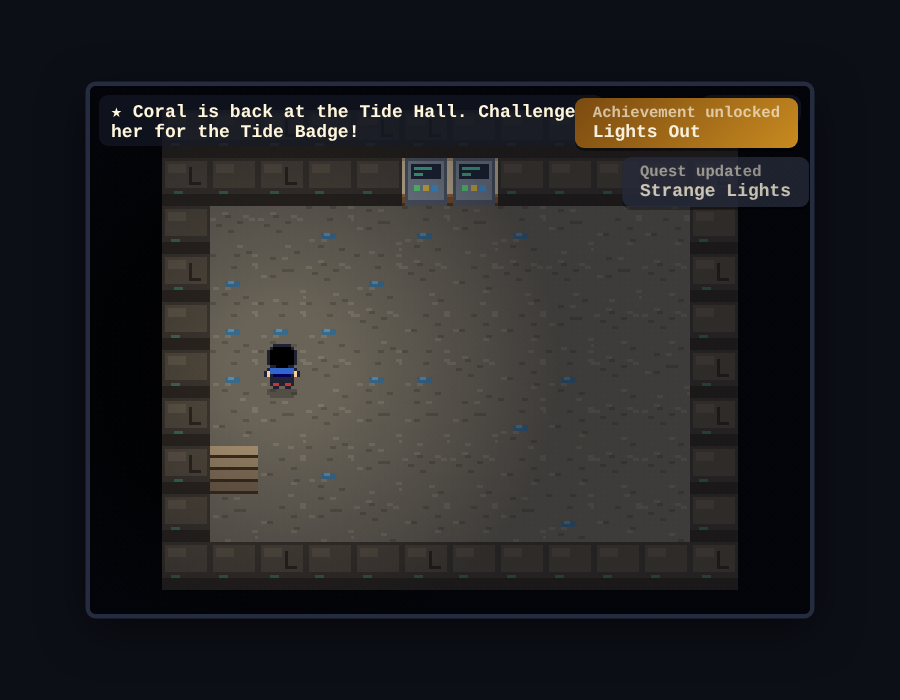 ★ Coral is back at the Tide Hall. Challenge
her for the Tide Badge!
Achievement unlocked
Lights Out
Quest updated
Strange Lights